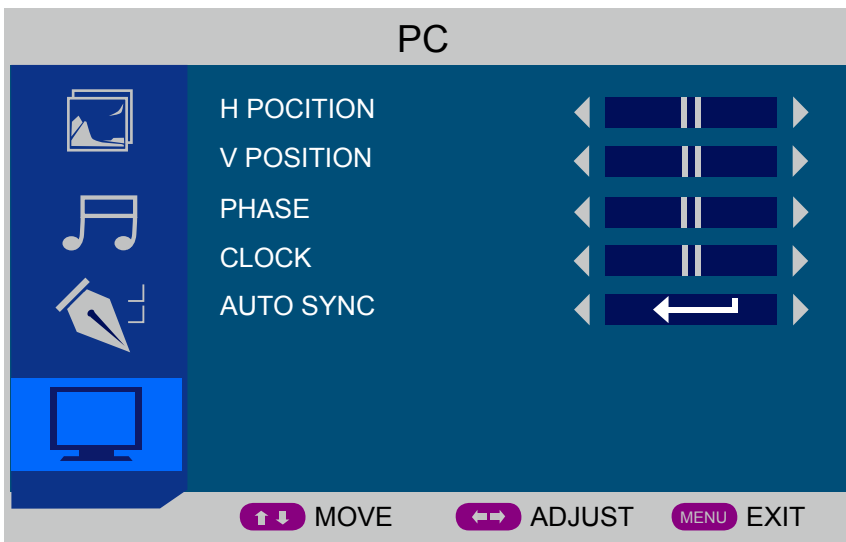 PC
H POCITION
V POSITION
PHASE
CLOCK
AUTO SYNC
MOVE ADJUST MENU EXIT